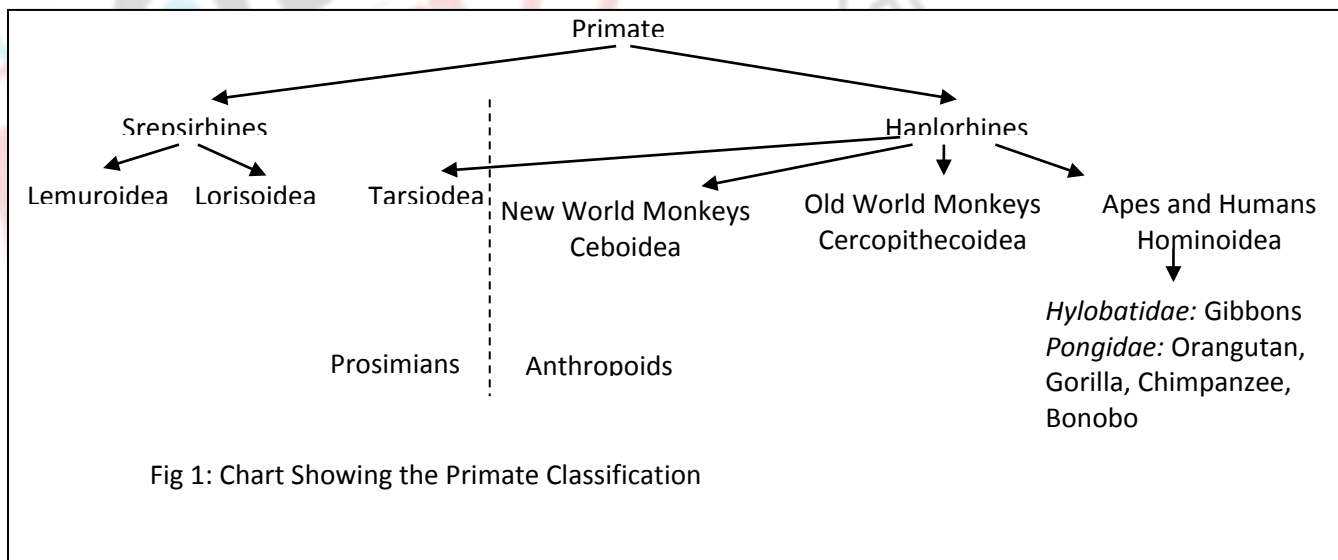 Primate
Srepsirhines
Haplorhines
Lemuroidea
Lorisoidea
Tarsiodea
New World Monkeys
Ceboidea
Old World Monkeys
Cercopithecoidea
Apes and Humans
Hominoidea
Hylobatidae: Gibbons
Pongidae: Orangutan,
Gorilla, Chimpanzee,
Bonobo
Prosimians
Anthropoids
Fig 1: Chart Showing the Primate Classification